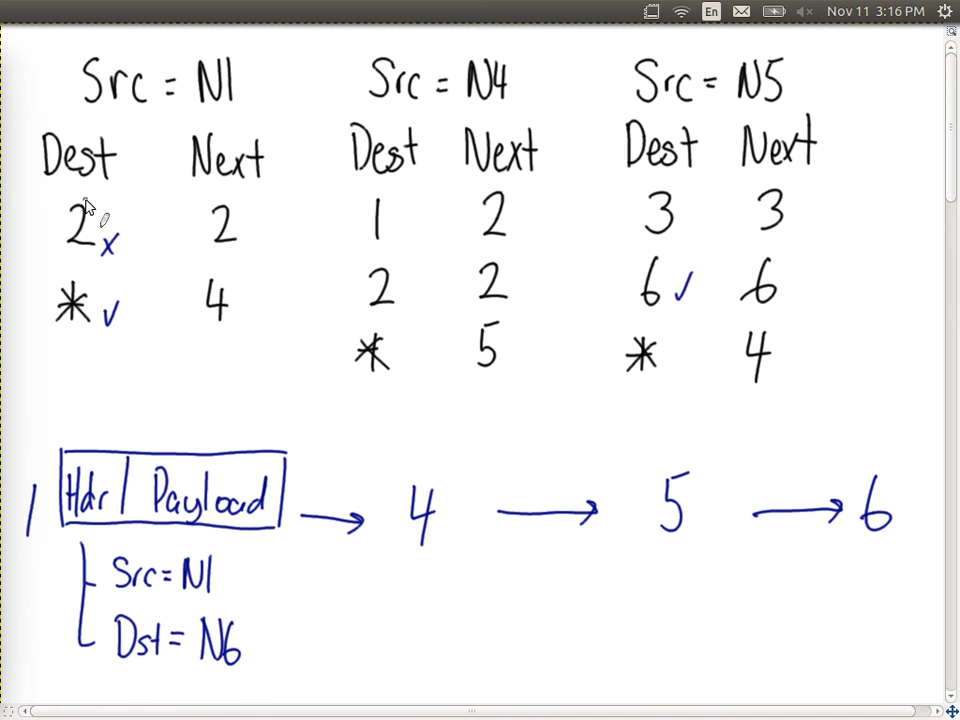 En Nov 11 3:16 PM
Src = N1 Src = N4 Src = N5
Dest Next Dest Next Dest Next
2 x 2 1 2 3 3
* ✓ 4 2 2 6 ✓ 6
* 5 * 4
1 Hdr | Payload → 4 → 5 → 6
Src = N1
Dst = N6